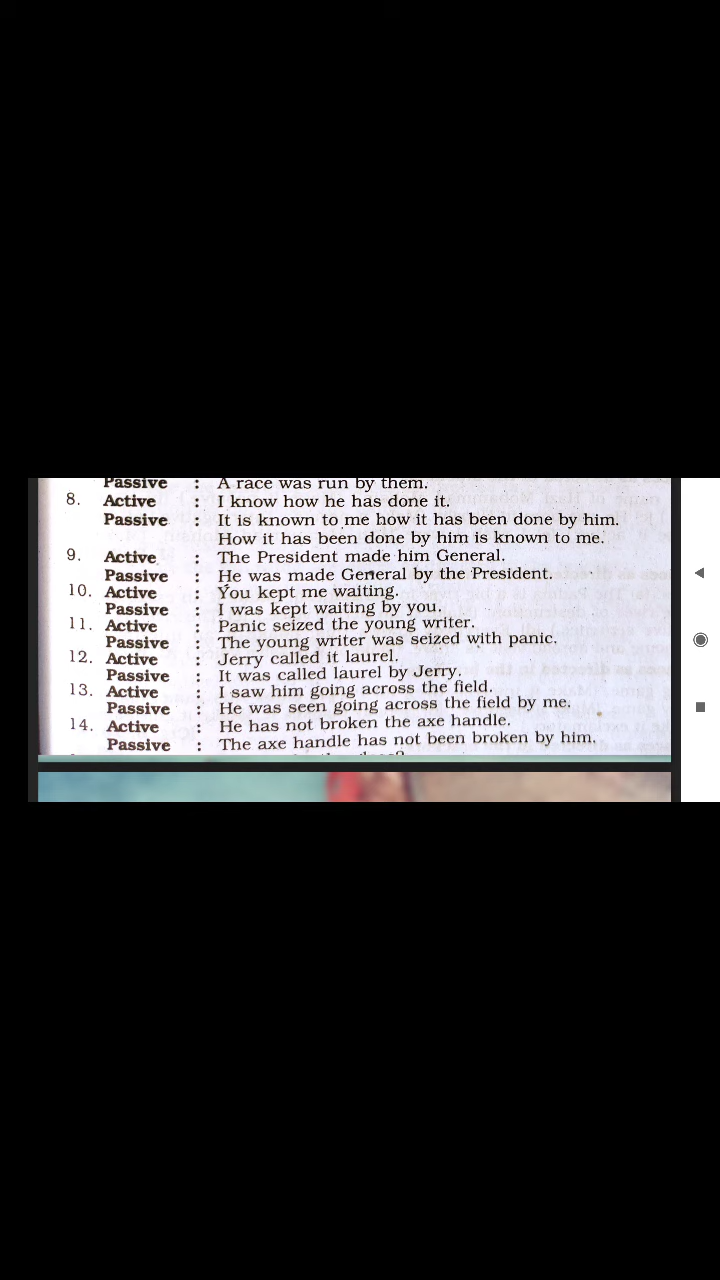 Passive : A race was run by them.
8. Active : I know how he has done it.
Passive : It is known to me how it has been done by him.
How it has been done by him is known to me.
9. Active : The President made him General.
Passive : He was made General by the President.
10. Active : You kept me waiting.
Passive : I was kept waiting by you.
11. Active : Panic seized the young writer.
Passive : The young writer was seized with panic.
12. Active : Jerry called it laurel.
Passive : It was called laurel by Jerry.
13. Active : I saw him going across the field.
Passive : He was seen going across the field by me.
14. Active : He has not broken the axe handle.
Passive : The axe handle has not been broken by him.